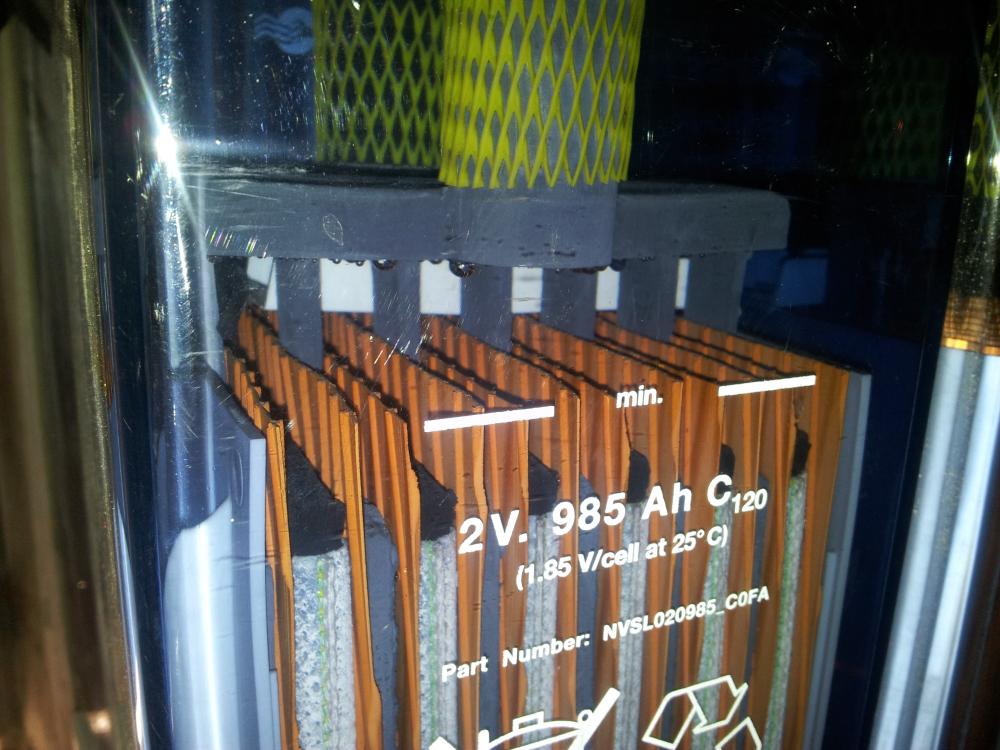 min.
2V. 985 Ah C120
(1.85 V/cell at 25°C)
Part Number: NVSL020985_C0FA